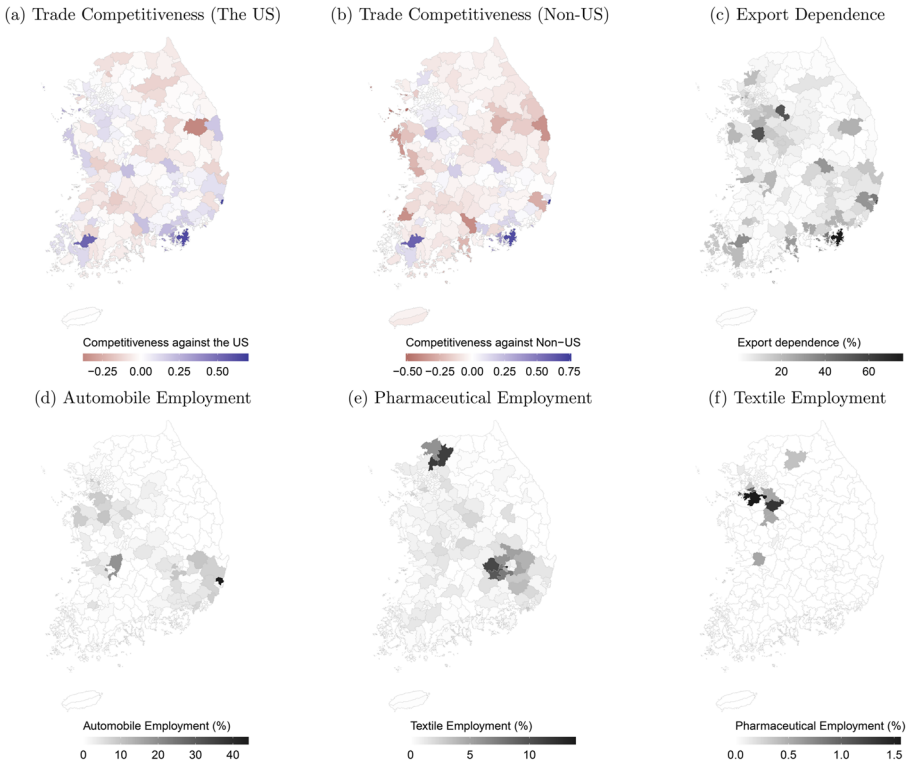 (a) Trade Competitiveness (The US)
(b) Trade Competitiveness (Non-US)
(c) Export Dependence
Competitiveness against the US
−0.25 0.00 0.25 0.50
Competitiveness against Non−US
−0.50 −0.25 0.00 0.25 0.50 0.75
Export dependence (%)
20 40 60
(d) Automobile Employment
(e) Pharmaceutical Employment
(f) Textile Employment
Automobile Employment (%)
0 10 20 30 40
Textile Employment (%)
0 5 10
Pharmaceutical Employment (%)
0.0 0.5 1.0 1.5